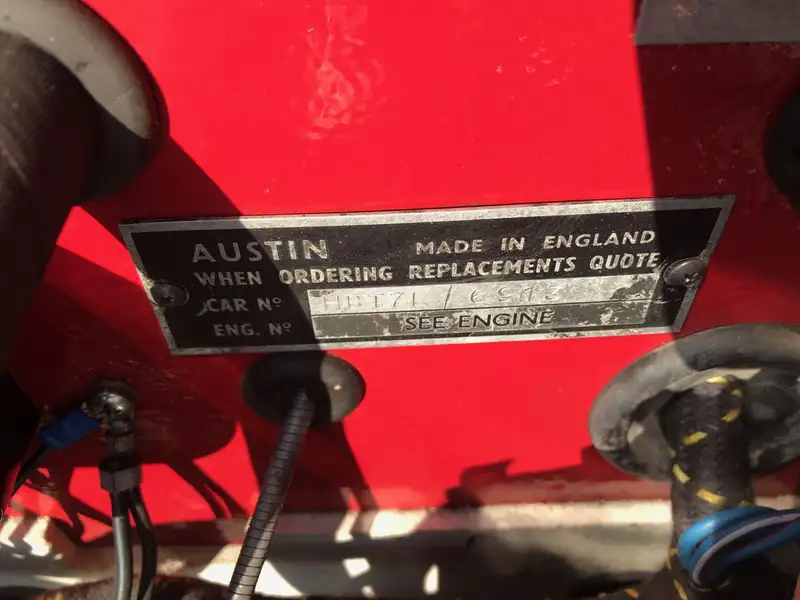 AUSTIN MADE IN ENGLAND
WHEN ORDERING REPLACEMENTS QUOTE
CAR Nº HBT7L /
ENG. Nº SEE ENGINE